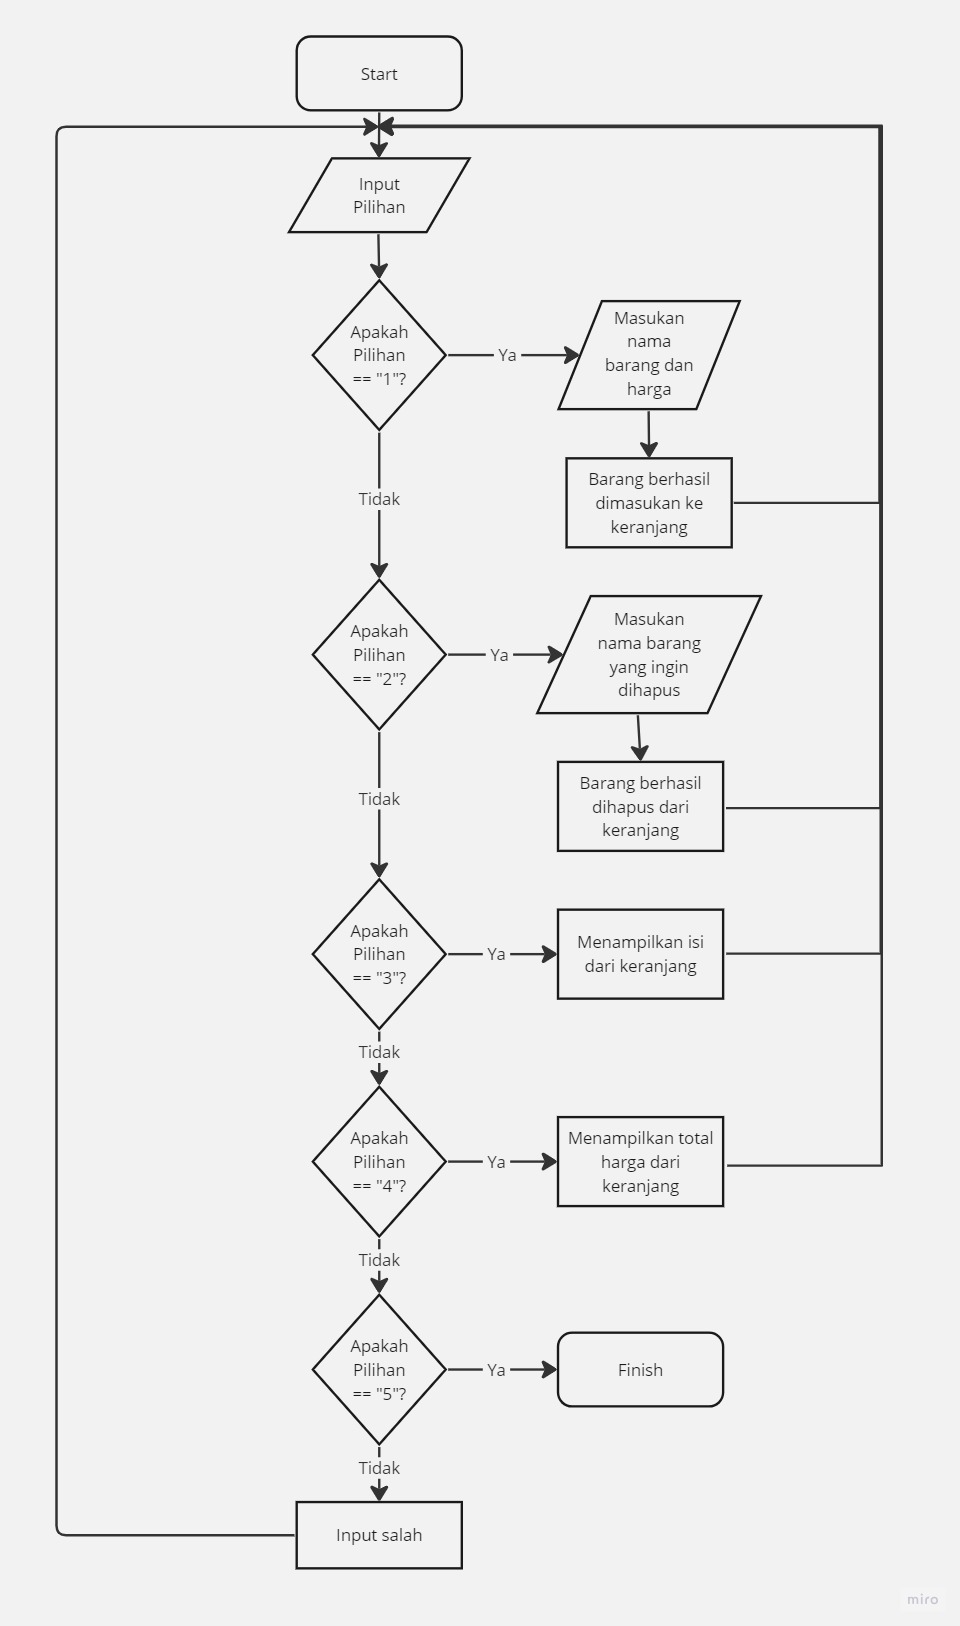 Start
Input
Pilihan
Apakah
Pilihan
== "1"?
Ya
Masukan
nama
barang dan
harga
Barang berhasil
dimasukan ke
keranjang
Tidak
Apakah
Pilihan
== "2"?
Ya
Masukan
nama barang
yang ingin
dihapus
Barang berhasil
dihapus dari
keranjang
Tidak
Apakah
Pilihan
== "3"?
Ya
Menampilkan isi
dari keranjang
Tidak
Apakah
Pilihan
== "4"?
Ya
Menampilkan total
harga dari
keranjang
Tidak
Apakah
Pilihan
== "5"?
Ya
Finish
Tidak
Input salah
miro